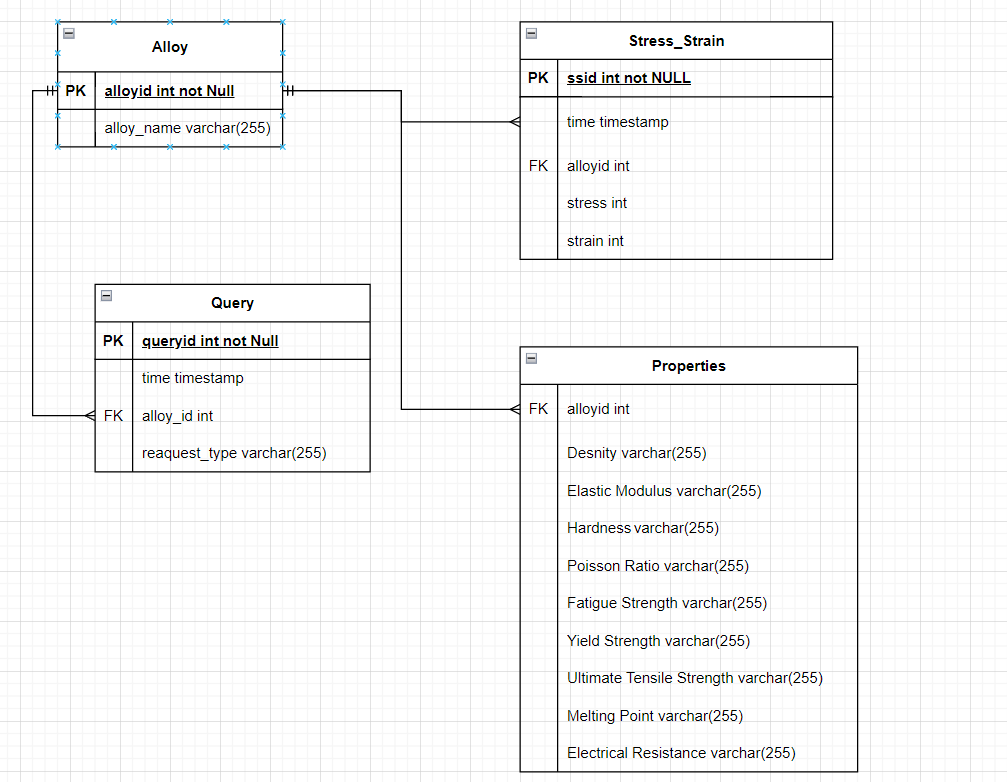 Alloy
PK alloyid int not Null
alloy_name varchar(255)
Stress_Strain
PK ssid int not NULL
time timestamp
FK alloyid int
stress int
strain int
Query
PK queryid int not Null
time timestamp
FK alloy_id int
reaquest_type varchar(255)
Properties
FK alloyid int
Desnity varchar(255)
Elastic Modulus varchar(255)
Hardness varchar(255)
Poisson Ratio varchar(255)
Fatigue Strength varchar(255)
Yield Strength varchar(255)
Ultimate Tensile Strength varchar(255)
Melting Point varchar(255)
Electrical Resistance varchar(255)